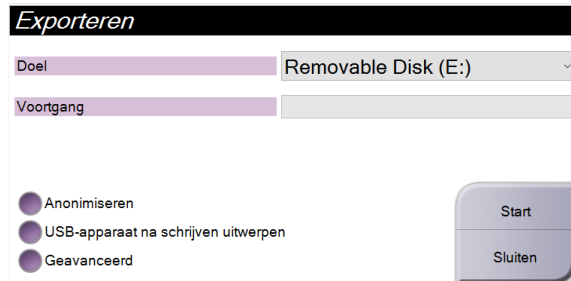 Exporteren
Doel
Removable Disk (E:)
Voortgang
Anonimiseren
USB-apparaat na schrijven uitwerpen
Geavanceerd
Start
Sluiten